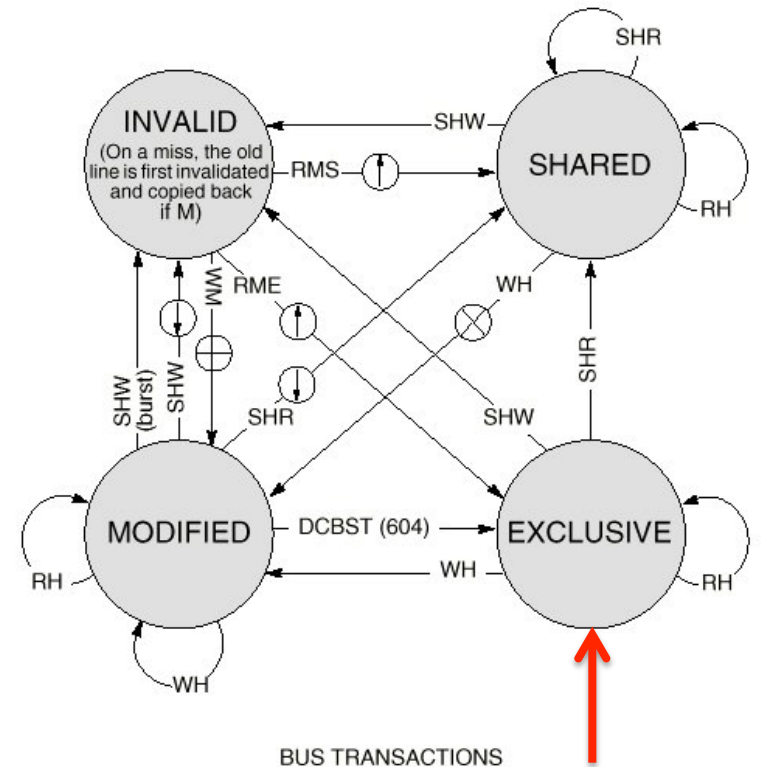 SHR
INVALID
(On a miss, the old
line is first invalidated
and copied back
if M)
SHW
RMS
SHARED
RH
WM
RME
WH
SHW
(burst)
SHW
SHR
SHW
SHR
MODIFIED
DCBST (604)
EXCLUSIVE
WH
RH
RH
WH
BUS TRANSACTIONS